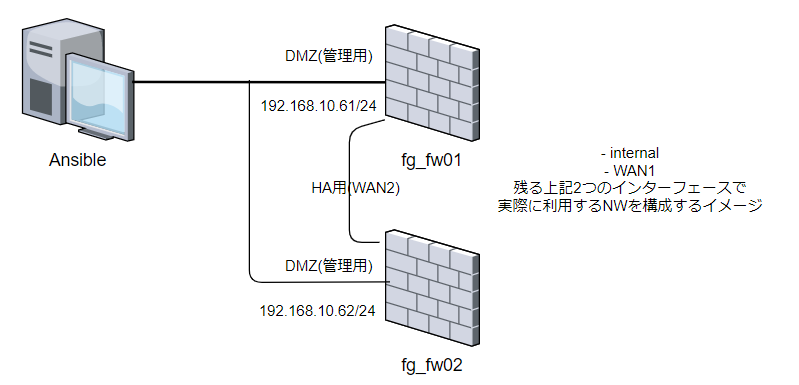 DMZ(管理用)
192.168.10.61/24
Ansible
fg_fw01
HA用(WAN2)
- internal
- WAN1
残る上記2つのインターフェースで
実際に利用するNWを構成するイメージ
DMZ(管理用)
192.168.10.62/24
fg_fw02